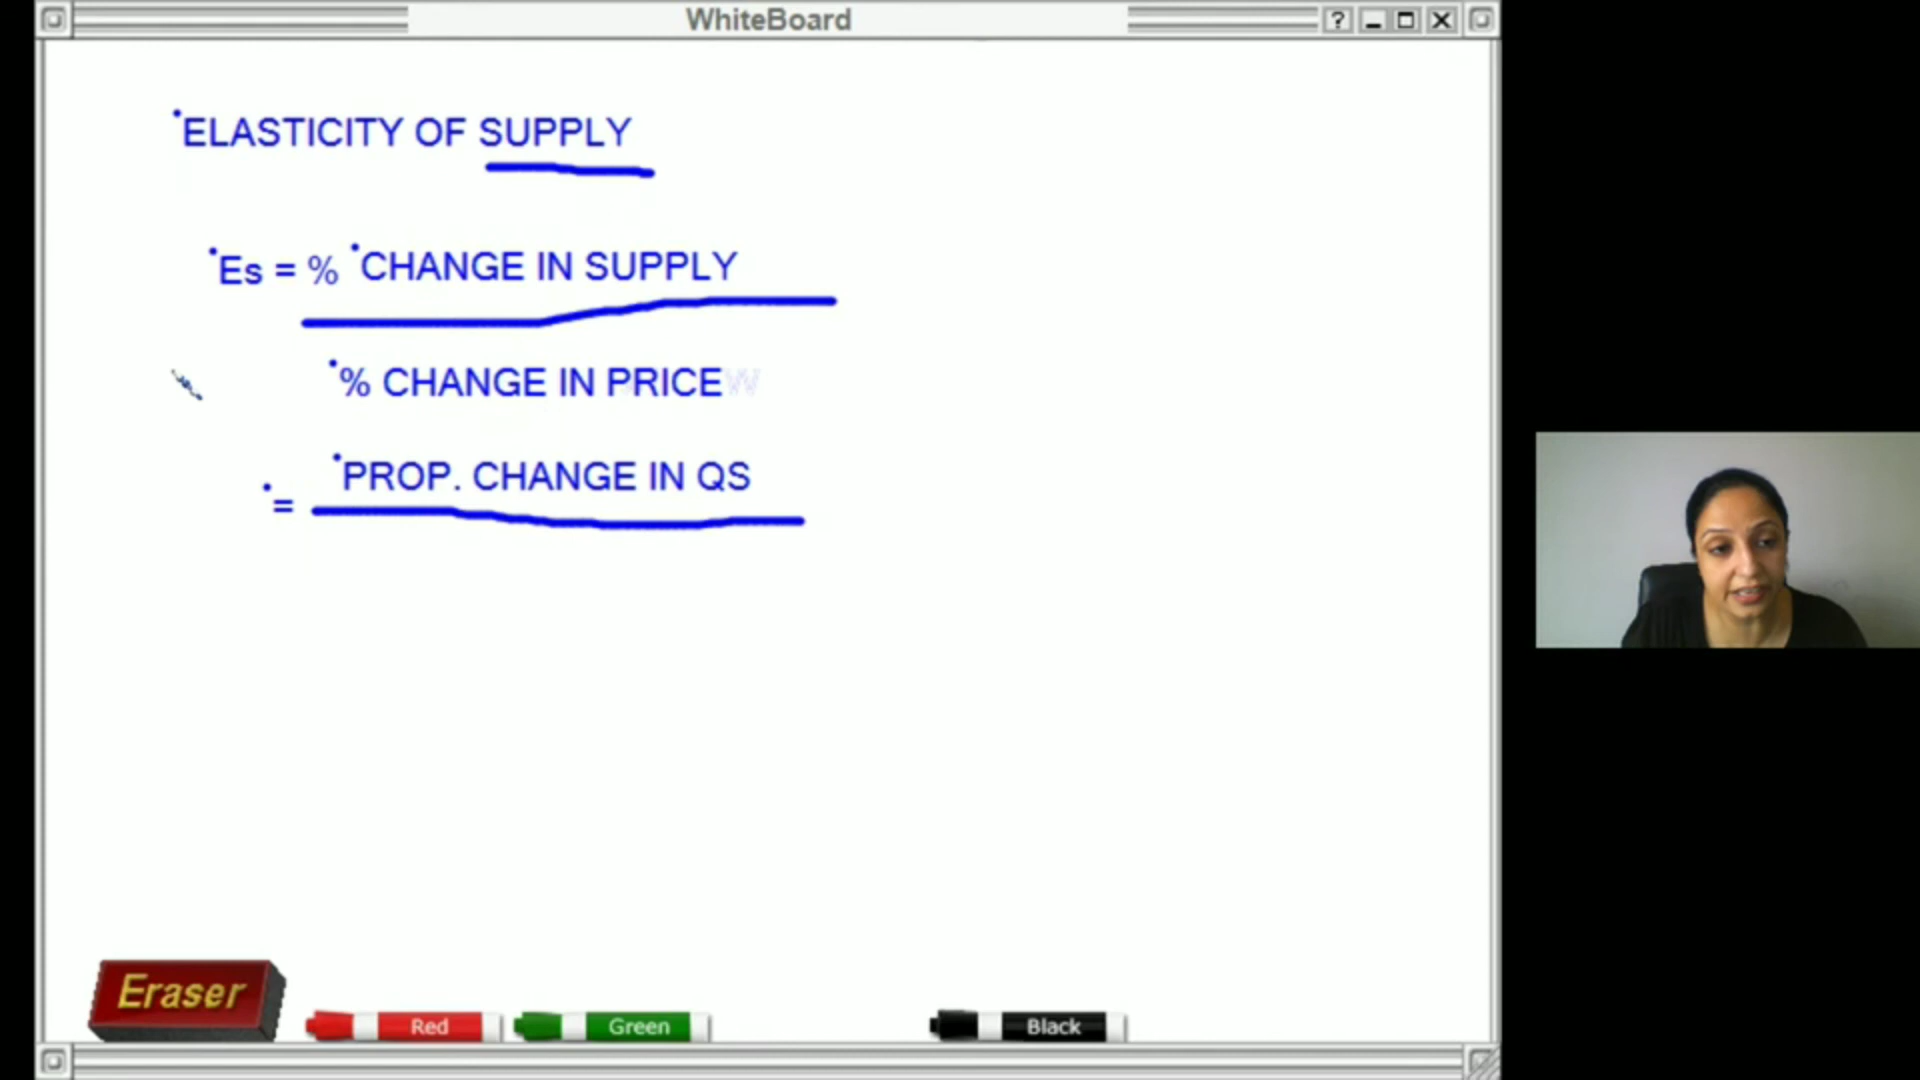 WhiteBoard
ELASTICITY OF SUPPLY
Es = % CHANGE IN SUPPLY
% CHANGE IN PRICE
PROP. CHANGE IN QS
=
Eraser
Red
Green
Black